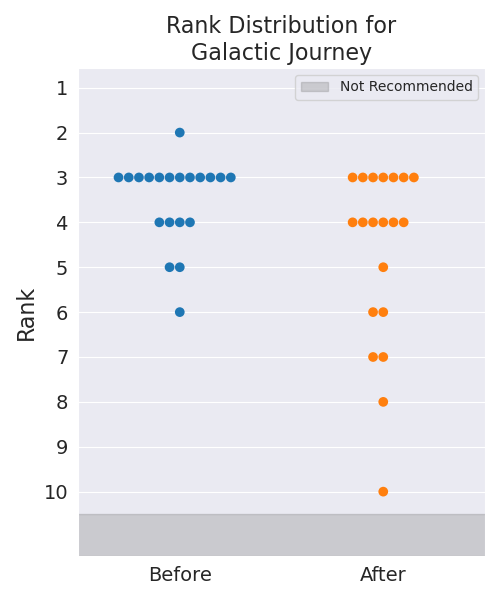 Rank Distribution for
Galactic Journey
Not Recommended
1
2
3
4
5
6
7
8
9
10
Rank
Before
After